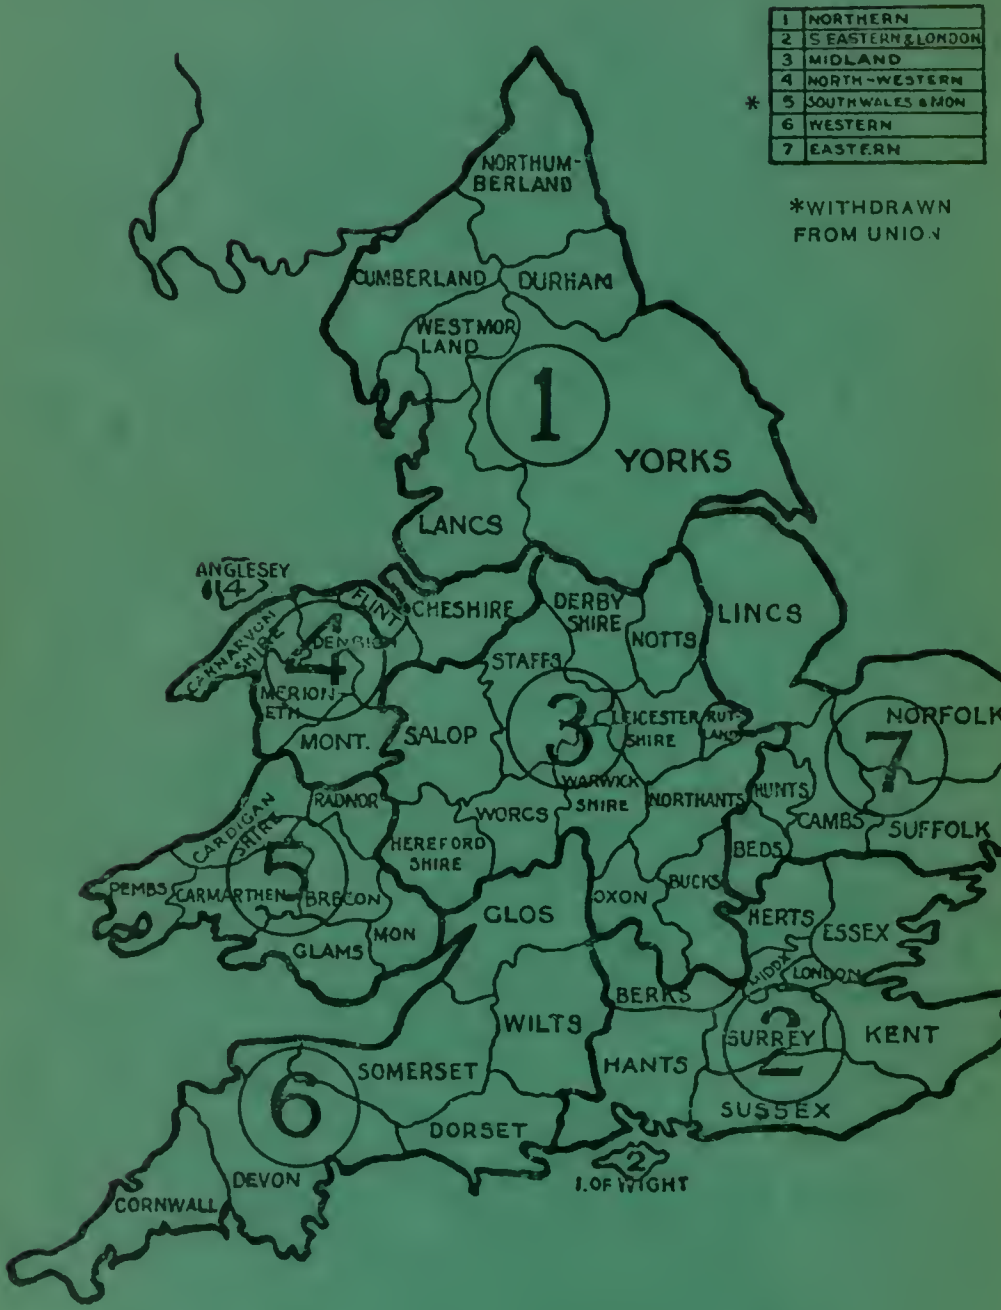 1 NORTHERN
2 S EASTERN & LONDON
3 MIDLAND
4 NORTH-WESTERN
* 5 SOUTH WALES & MON
6 WESTERN
7 EASTERN
*WITHDRAWN
FROM UNION
NORTHUM-
BERLAND
CUMBERLAND
DURHAM
WESTMOR
LAND
1
YORKS
LANCS
ANGLESEY
4
FLINT
CHESHIRE
DERBY
SHIRE
NOTTS
LINCS
CARNARVON
SHIRE
DENBIGH
4
STAFFS
MERION-
ETH
MONT.
SALOP
3
LEICESTER
SHIRE
RUT-
LAND
NORFOLK
7
RADNOR
WORCS
WARWICK
SHIRE
NORTHANTS
HUNTS
CAMBS
SUFFOLK
CARDIGAN
SHIRE
HEREFORD
SHIRE
BEDS
5
PEMBS
CARMARTHEN
BRECON
GLOS
OXON
BUCKS
HERTS
ESSEX
GLAMS
MON
MIDDX
LONDON
BERKS
WILTS
2
SURREY
KENT
SOMERSET
HANTS
6
SUSSEX
DORSET
2
I. OF WIGHT
DEVON
CORNWALL